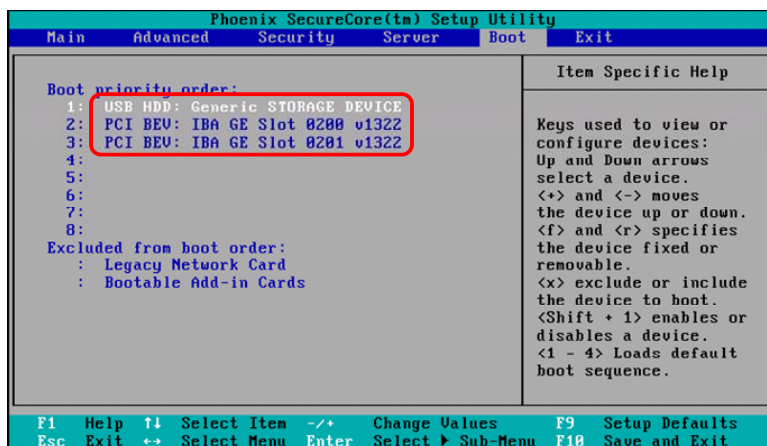 Phoenix SecureCore(tm) Setup Utility
Main Advanced Security Server Boot Exit
Boot priority order:
1: USB HDD: Generic STORAGE DEVICE
2: PCI BEV: IBA GE Slot 0200 v1322
3: PCI BEV: IBA GE Slot 0201 v1322
4:
5:
6:
7:
8:
Excluded from boot order:
: Legacy Network Card
: Bootable Add-in Cards
Item Specific Help
Keys used to view or
configure devices:
Up and Down arrows
select a device.
<+> and <-> moves
the device up or down.
<f> and <r> specifies
the device fixed or
removable.
<x> exclude or include
the device to boot.
<Shift + 1> enables or
disables a device.
<1 - 4> Loads default
boot sequence.
F1 Help ↑↓ Select Item -/+ Change Values F9 Setup Defaults
Esc Exit ↔ Select Menu Enter Select ▶ Sub-Menu F10 Save and Exit